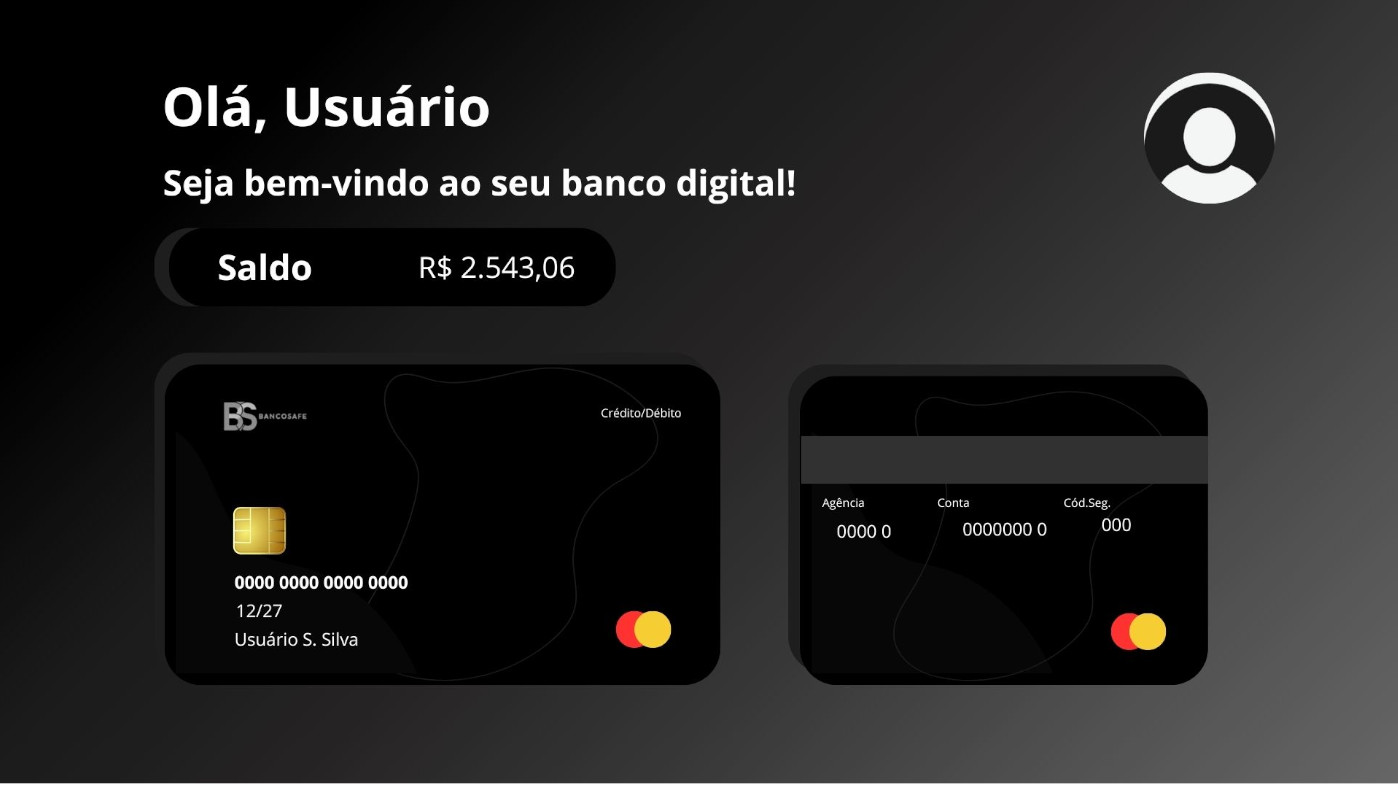 Olá, Usuário
Seja bem-vindo ao seu banco digital!
Saldo R$ 2.543,06
BS BANCOSAFE
Crédito/Débito
0000 0000 0000 0000
12/27
Usuário S. Silva
Agência Conta Cód.Seg.
0000 0 0000000 0 000